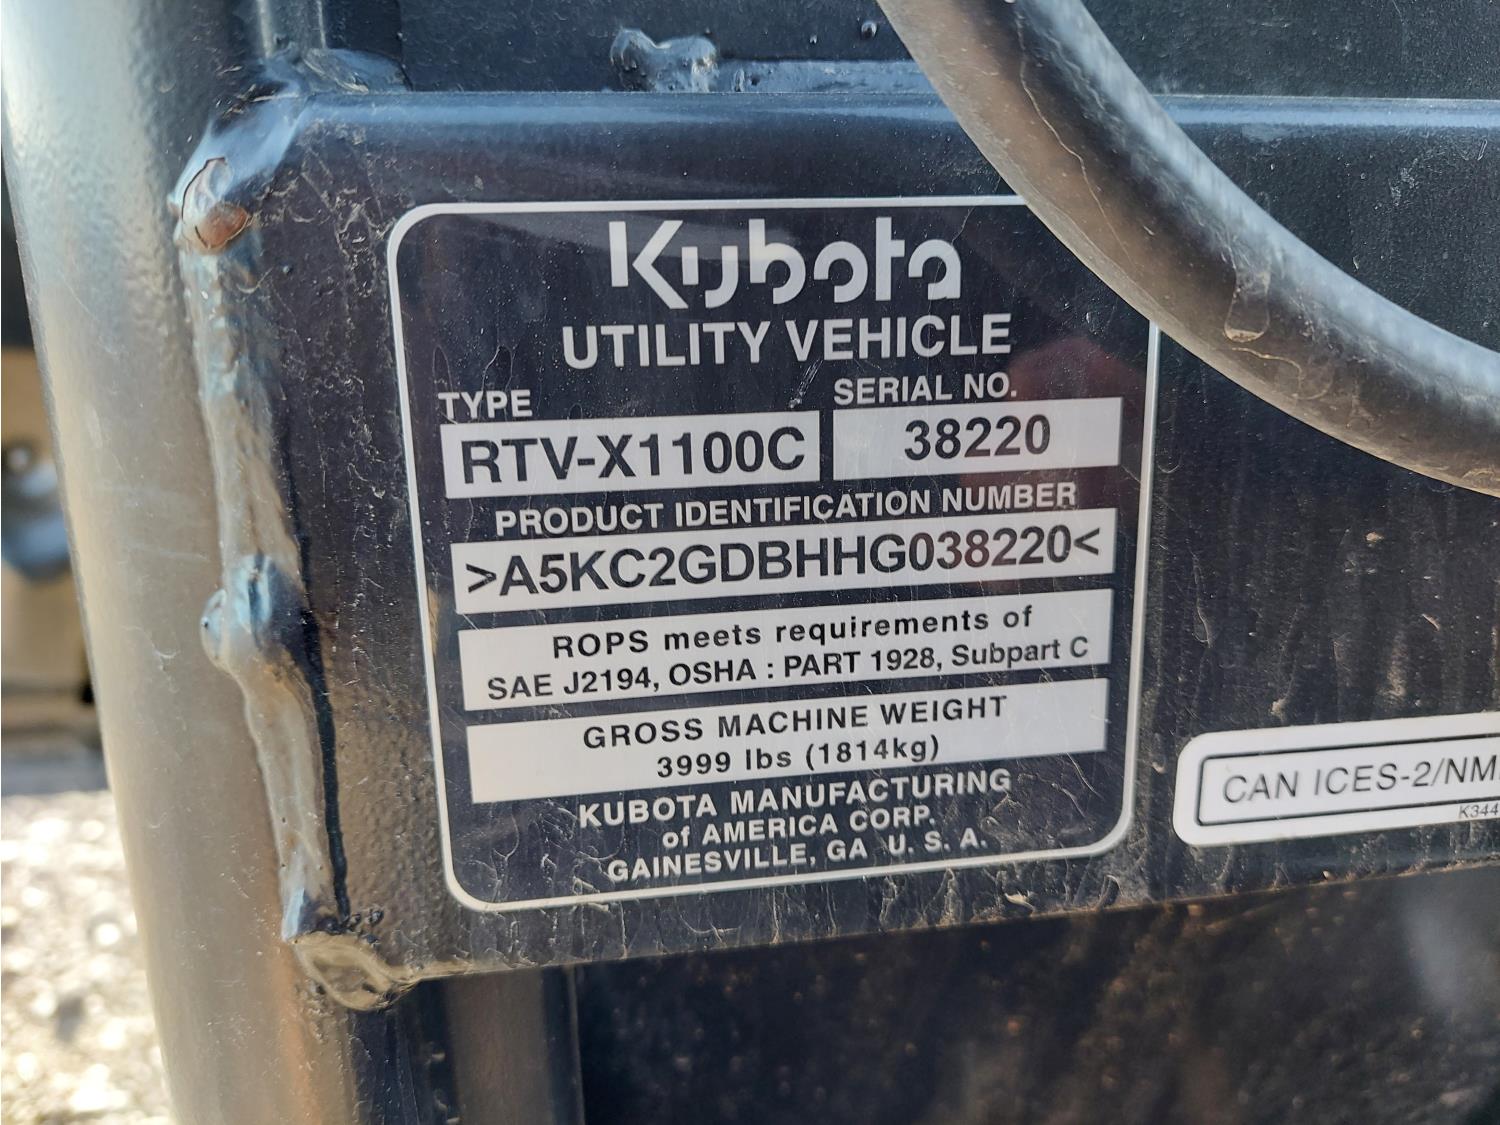 Kubota
UTILITY VEHICLE
TYPE SERIAL NO.
RTV-X1100C 38220
PRODUCT IDENTIFICATION NUMBER
>A5KC2GDBHHG038220<
ROPS meets requirements of
SAE J2194, OSHA : PART 1928, Subpart C
GROSS MACHINE WEIGHT
3999 lbs (1814kg)
KUBOTA MANUFACTURING
of AMERICA CORP.
GAINESVILLE, GA U. S. A.
CAN ICES-2/NM
K344